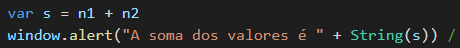 var s = n1 + n2
window.alert("A soma dos valores é " + String(s)) /